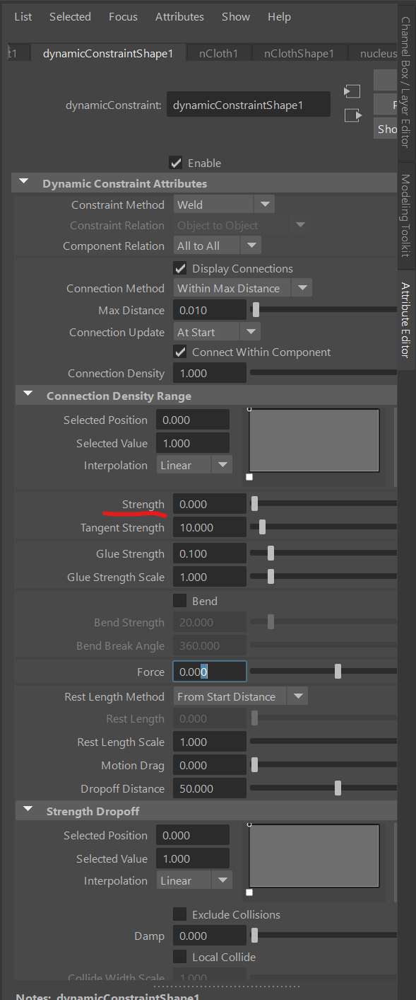 List Selected Focus Attributes Show Help
t1 dynamicConstraintShape1 nCloth1 nClothShape1 nucleus
dynamicConstraint: dynamicConstraintShape1
Sho
Enable
Dynamic Constraint Attributes
Constraint Method Weld
Constraint Relation Object to Object
Component Relation All to All
Display Connections
Connection Method Within Max Distance
Max Distance 0.010
Connection Update At Start
Connect Within Component
Connection Density 1.000
Connection Density Range
Selected Position 0.000
Selected Value 1.000
Interpolation Linear
Strength 0.000
Tangent Strength 10.000
Glue Strength 0.100
Glue Strength Scale 1.000
Bend
Bend Strength 20.000
Bend Break Angle 360.000
Force 0.000
Rest Length Method From Start Distance
Rest Length 0.000
Rest Length Scale 1.000
Motion Drag 0.000
Dropoff Distance 50.000
Strength Dropoff
Selected Position 0.000
Selected Value 1.000
Interpolation Linear
Exclude Collisions
Damp 0.000
Local Collide
Collide Width Scale 1.000
Notes: dynamicConstraintShape1
Channel Box / Layer Editor
Modeling Toolkit
Attribute Editor